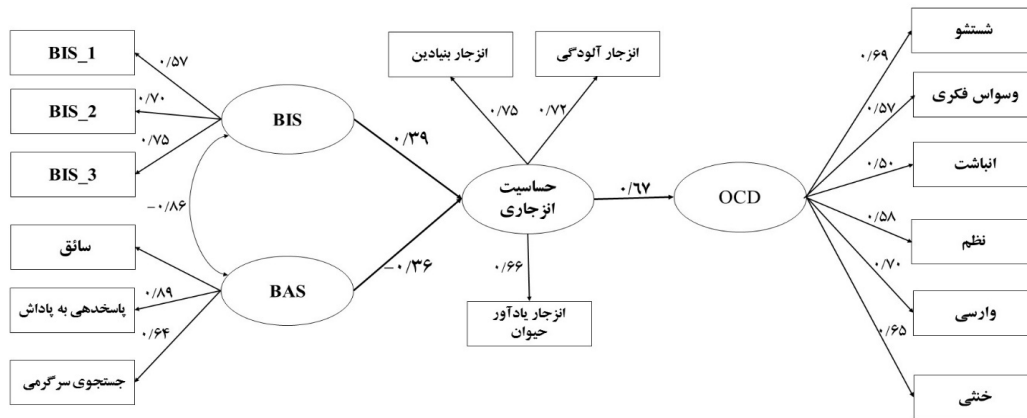 BIS_1
BIS_2
BIS_3
سائق
پاسخدهی به پاداش
جستجوی سرگرمی
۰/۵۷
۰/۷۰
۰/۷۵
−۰/۸۶
۰/۸۹
۰/۶۴
BIS
BAS
۰/۳۹
−۰/۳۶
انزجار بنیادین
انزجار آلودگی
۰/۷۵
۰/۷۲
حساسیت
انزجاری
۰/۶۶
انزجار یادآور
حیوان
۰/۶۷
OCD
۰/۶۹
۰/۵۷
۰/۵۰
۰/۵۸
۰/۷۰
۰/۶۵
شستشو
وسواس فکری
انباشت
نظم
وارسی
خنثی